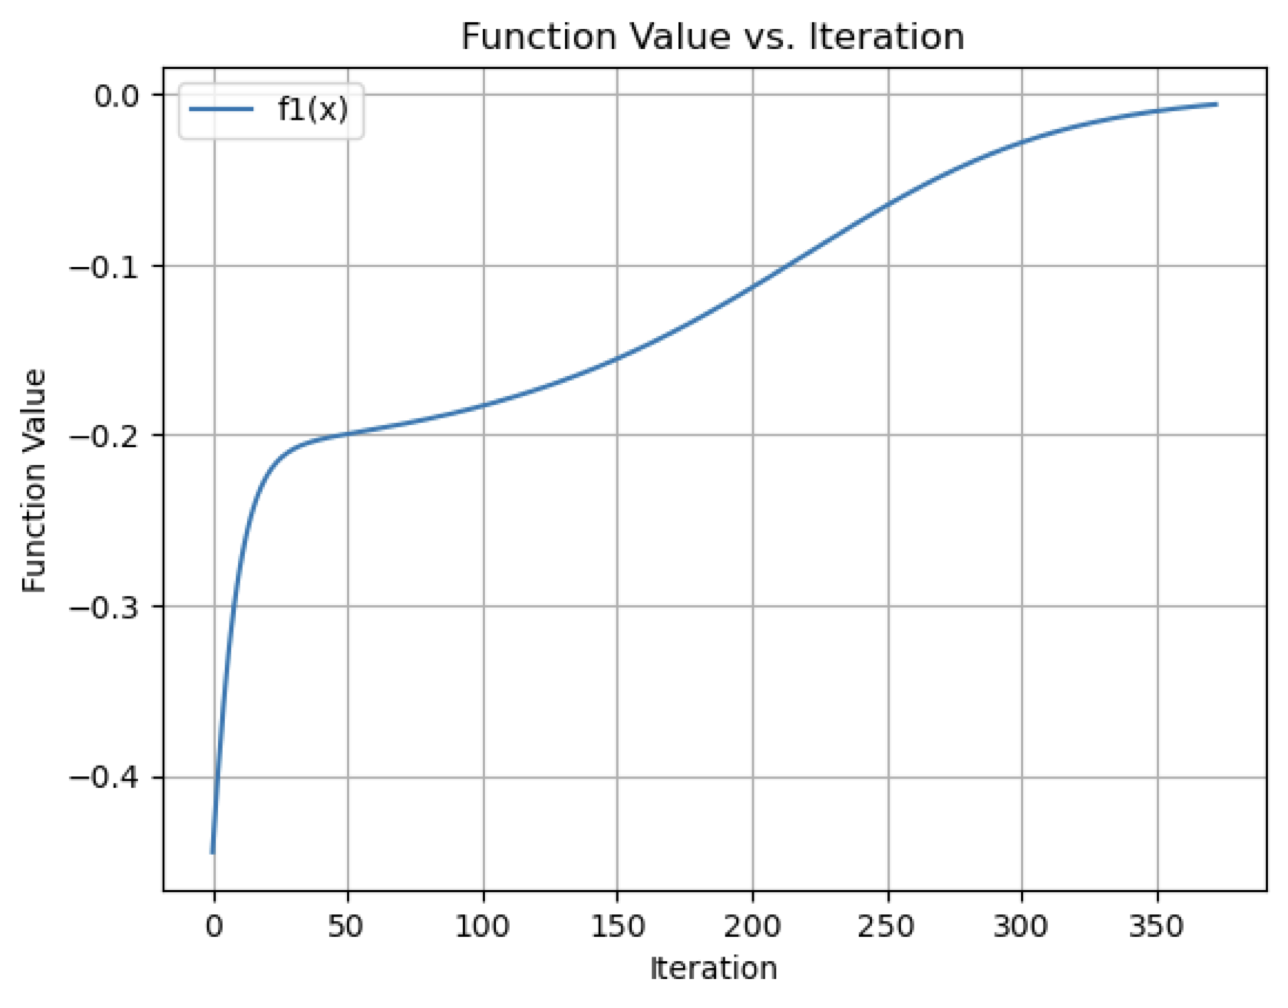 Function Value vs. Iteration
f1(x)
0.0
−0.1
−0.2
−0.3
−0.4
Function Value
0 50 100 150 200 250 300 350
Iteration